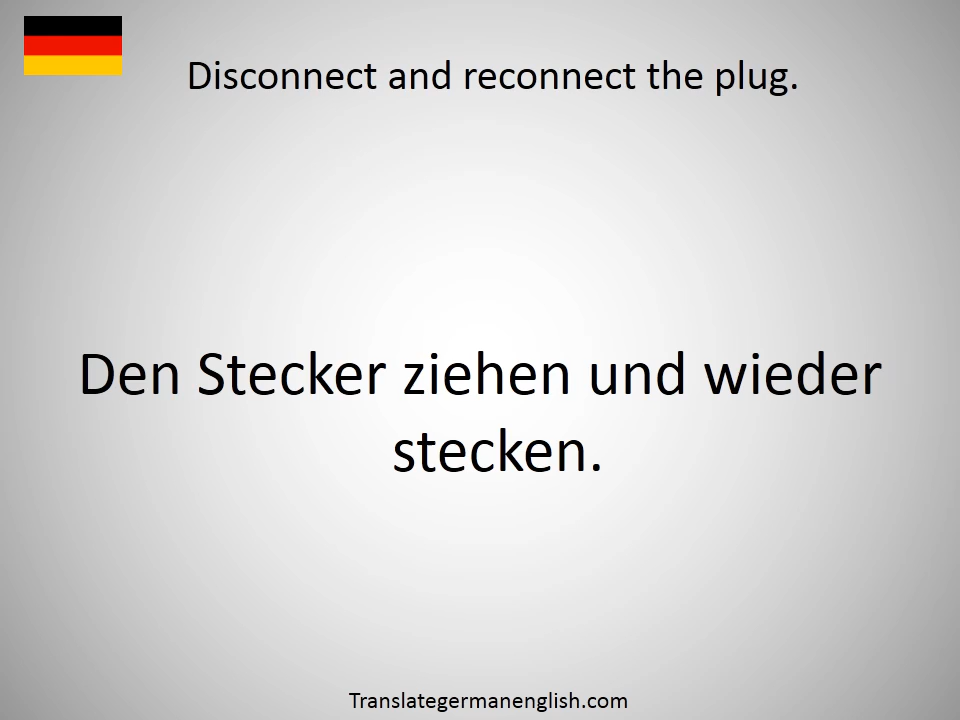 Disconnect and reconnect the plug.
Den Stecker ziehen und wieder
stecken.
Translategermanenglish.com